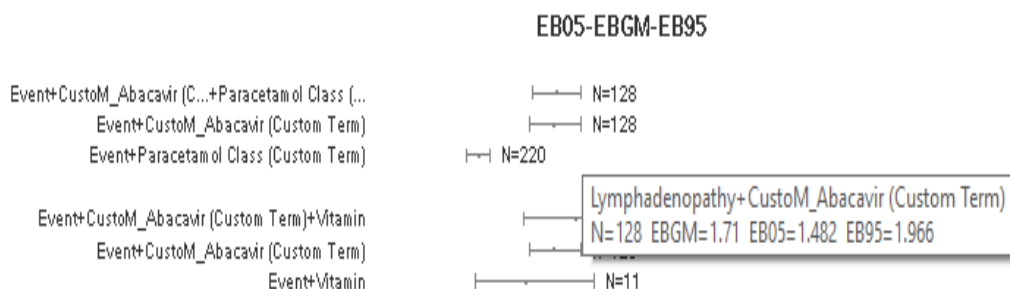 EB05-EBGM-EB95
Event+CustoM_Abacavir (C...+Paracetamol Class (... N=128
Event+CustoM_Abacavir (Custom Term) N=128
Event+Paracetamol Class (Custom Term) N=220
Lymphadenopathy+CustoM_Abacavir (Custom Term)
N=128 EBGM=1.71 EB05=1.482 EB95=1.966
Event+CustoM_Abacavir (Custom Term)+Vitamin
Event+CustoM_Abacavir (Custom Term)
Event+Vitamin N=11